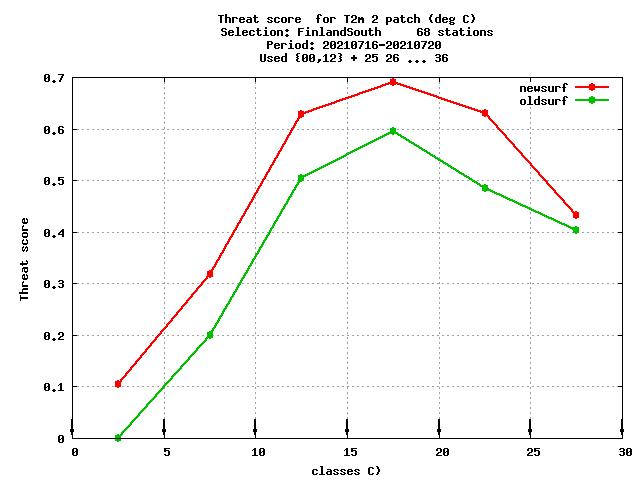 Threat score  for T2m 2 patch (deg C)
Selection: FinlandSouth     68 stations
Period: 20210716-20210720
Used {00,12} + 25 26 ... 36
newsurf
oldsurf
0.7
0.6
0.5
0.4
0.3
0.2
0.1
0
Threat score
0 5 10 15 20 25 30
classes C)